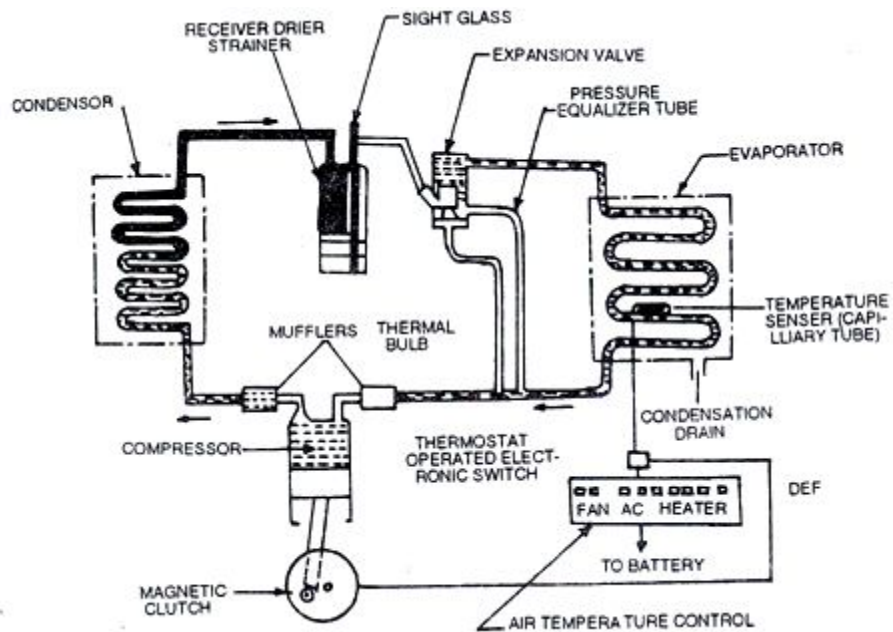 RECEIVER DRIER
STRAINER
SIGHT GLASS
EXPANSION VALVE
CONDENSOR
PRESSURE
EQUALIZER TUBE
EVAPORATOR
TEMPERATURE
SENSER (CAPI-
LLIARY TUBE)
MUFFLERS
THERMAL
BULB
CONDENSATION
DRAIN
COMPRESSOR
THERMOSTAT
OPERATED ELECT-
RONIC SWITCH
DEF
FAN AC HEATER
TO BATTERY
MAGNETIC
CLUTCH
AIR TEMPERATURE CONTROL